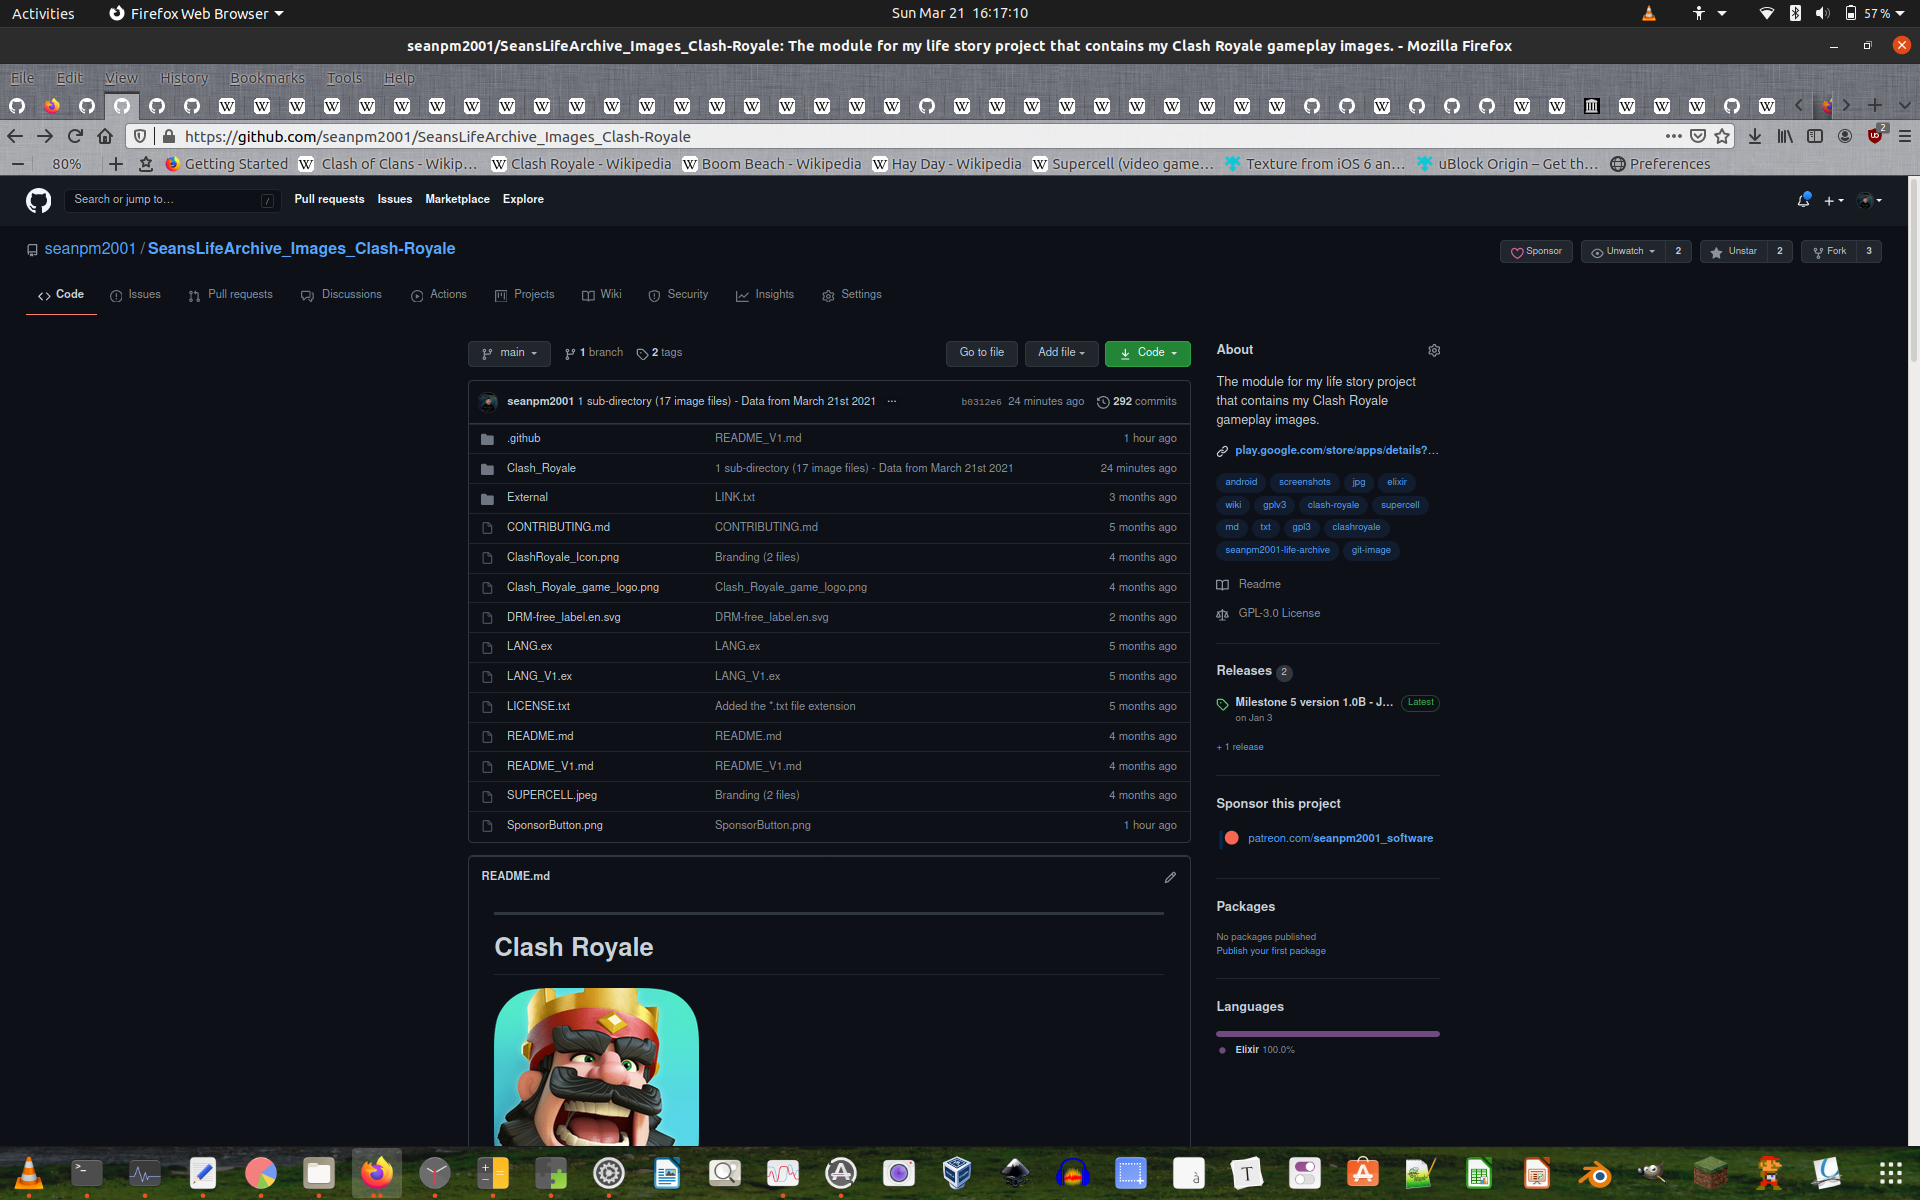 Activities Firefox Web Browser Sun Mar 21 16:17:10 57 %
seanpm2001/SeansLifeArchive_Images_Clash-Royale: The module for my life story project that contains my Clash Royale gameplay images. - Mozilla Firefox
File Edit View History Bookmarks Tools Help
https://github.com/seanpm2001/SeansLifeArchive_Images_Clash-Royale 2
80% Getting Started Clash of Clans - Wikip… Clash Royale - Wikipedia Boom Beach - Wikipedia Hay Day - Wikipedia Supercell (video game… Texture from iOS 6 an… uBlock Origin – Get th… Preferences
Search or jump to… / Pull requests Issues Marketplace Explore
seanpm2001 / SeansLifeArchive_Images_Clash-Royale Sponsor Unwatch 2 Unstar 2 Fork 3
Code Issues Pull requests Discussions Actions Projects Wiki Security Insights Settings
main 1 branch 2 tags Go to file Add file Code
seanpm2001 1 sub-directory (17 image files) - Data from March 21st 2021 ... b0312e6 24 minutes ago 292 commits
.github README_V1.md 1 hour ago
Clash_Royale 1 sub-directory (17 image files) - Data from March 21st 2021 24 minutes ago
External LINK.txt 3 months ago
CONTRIBUTING.md CONTRIBUTING.md 5 months ago
ClashRoyale_Icon.png Branding (2 files) 4 months ago
Clash_Royale_game_logo.png Clash_Royale_game_logo.png 4 months ago
DRM-free_label.en.svg DRM-free_label.en.svg 2 months ago
LANG.ex LANG.ex 5 months ago
LANG_V1.ex LANG_V1.ex 5 months ago
LICENSE.txt Added the *.txt file extension 5 months ago
README.md README.md 4 months ago
README_V1.md README_V1.md 4 months ago
SUPERCELL.jpeg Branding (2 files) 4 months ago
SponsorButton.png SponsorButton.png 1 hour ago
README.md
Clash Royale
About
The module for my life story project
that contains my Clash Royale
gameplay images.
play.google.com/store/apps/details?…
android screenshots jpg elixir
wiki gplv3 clash-royale supercell
md txt gpl3 clashroyale
seanpm2001-life-archive git-image
Readme
GPL-3.0 License
Releases 2
Milestone 5 version 1.0B - J… Latest
on Jan 3
+ 1 release
Sponsor this project
patreon.com/seanpm2001_software
Packages
No packages published
Publish your first package
Languages
Elixir 100.0%